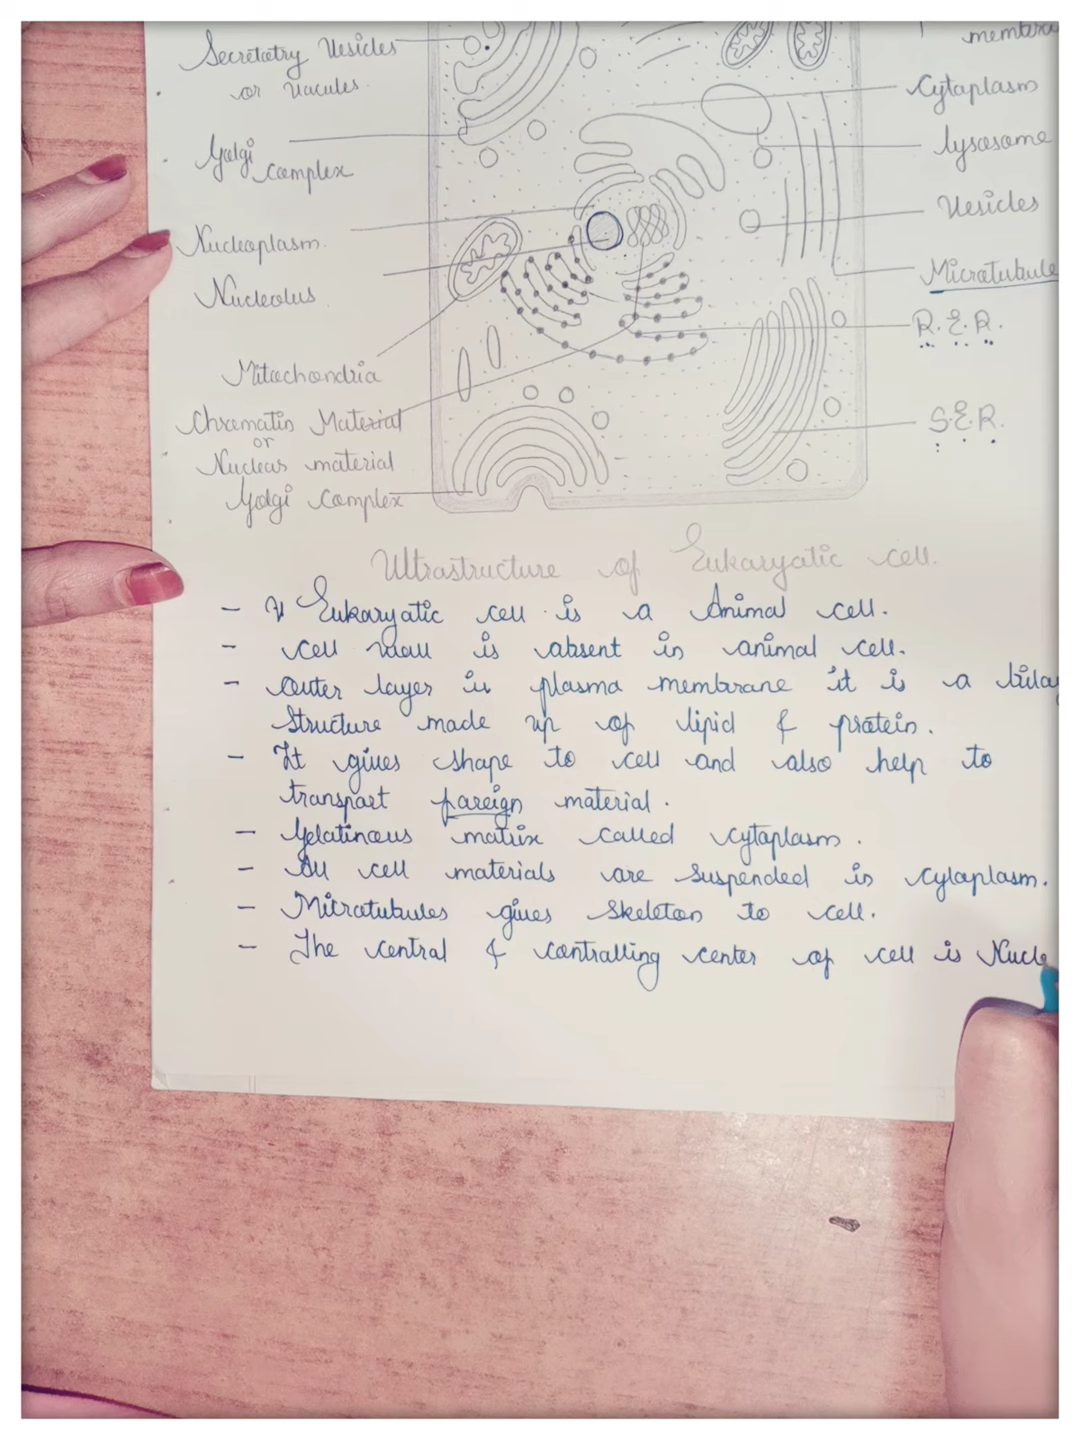 Secretatry Vesicles
or Vacules
Golgi
Complex
Nucleoplasm
Nucleolus
Mitochondria
Chromatin Material
or
Nucleas material
Golgi Complex
membra
Cytoplasm
lysosome
Vesicles
Microtubule
R.E.R.
S.E.R.
Ultrastructure of Eukaryotic cell.
- Eukaryotic cell is a Animal cell.
- cell wall is absent in animal cell.
- Outer layer is plasma membrane it is a bilay
structure made up of lipid & protein.
- It gives shape to cell and also help to
transport foreign material.
- Gelatinous matrix called cytoplasm.
- All cell materials are suspended in cytoplasm.
- Microtubules gives skeleton to cell.
- The central & controlling center of cell is Nucle